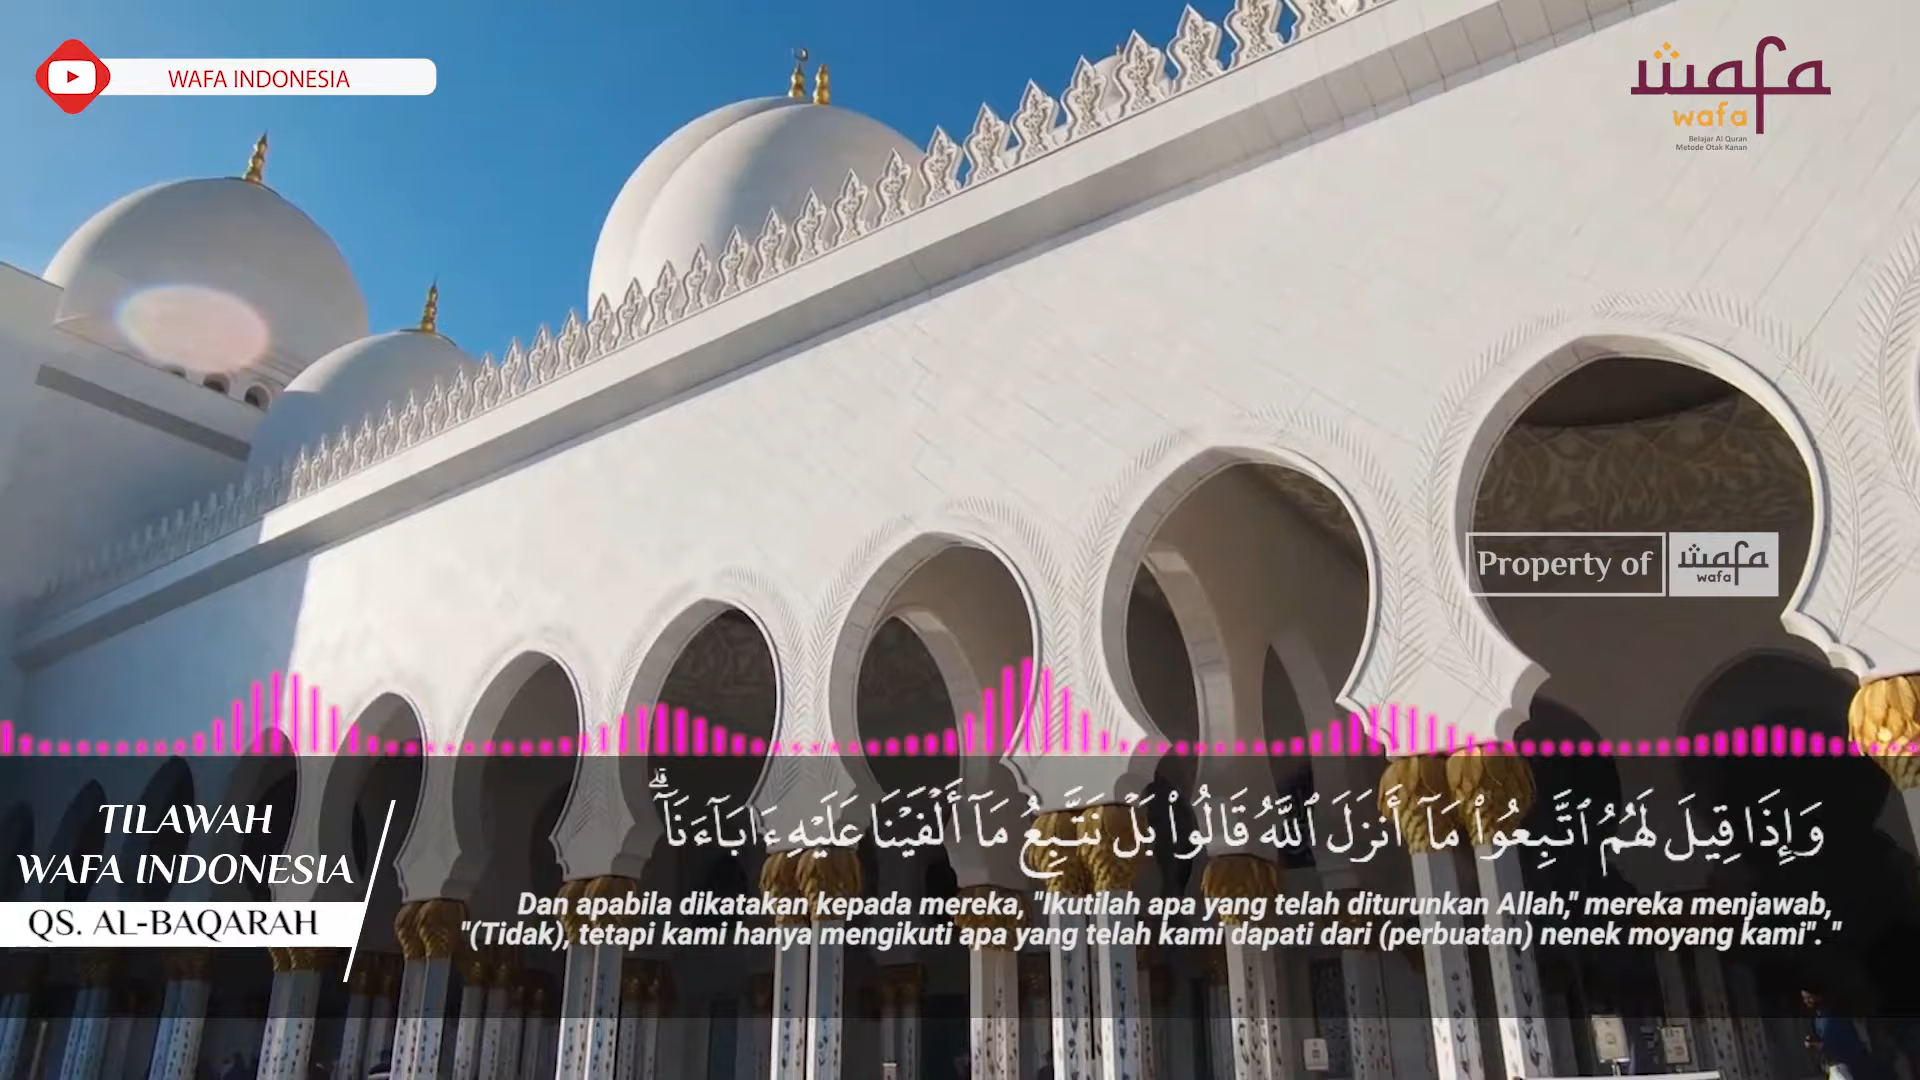 WAFA INDONESIA
wafa
wafa
Belajar Al Quran
Metode Otak Kanan
Property of
wafa
wafa
TILAWAH
WAFA INDONESIA
QS. AL-BAQARAH
وَإِذَا قِيلَ لَهُمُ ٱتَّبِعُوا۟ مَآ أَنزَلَ ٱللَّهُ قَالُوا۟ بَلْ نَتَّبِعُ مَآ أَلْفَيْنَا عَلَيْهِ ءَابَآءَنَآ ۗ
Dan apabila dikatakan kepada mereka, "Ikutilah apa yang telah diturunkan Allah," mereka menjawab,
"(Tidak), tetapi kami hanya mengikuti apa yang telah kami dapati dari (perbuatan) nenek moyang kami". "